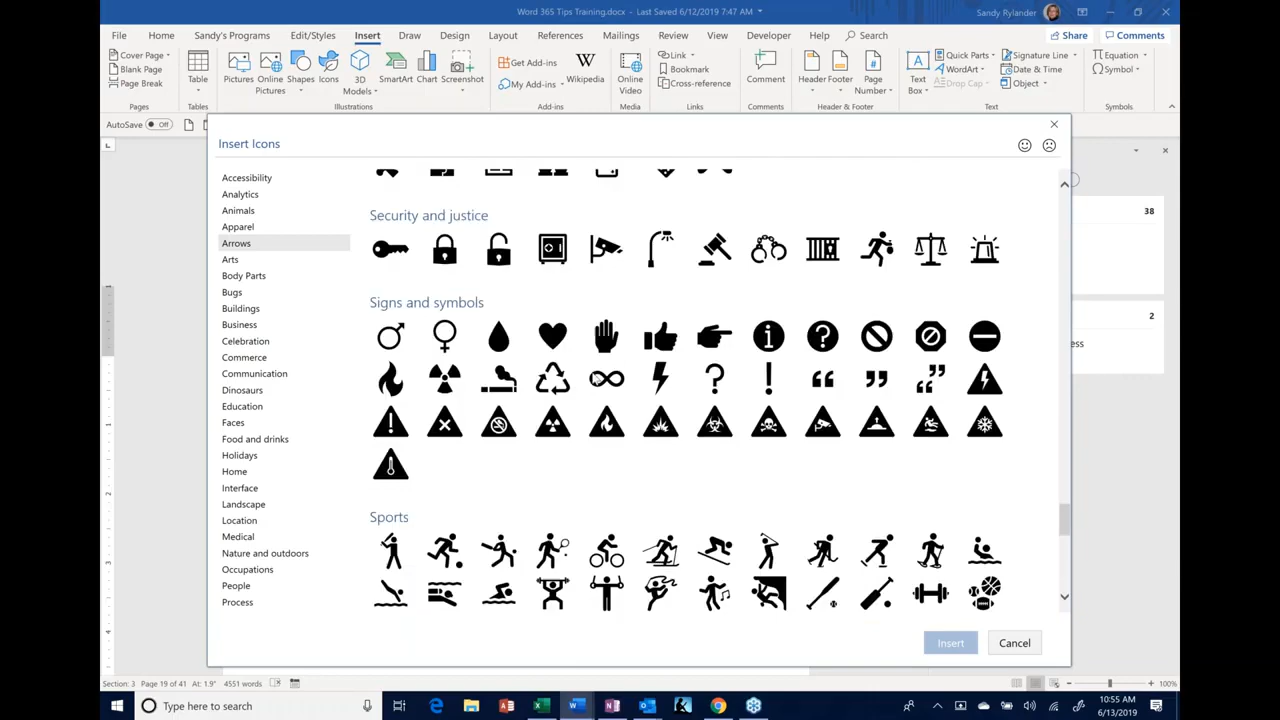 Word 365 Tips Training.docx - Last Saved 6/12/2019 7:47 AM
Sandy Rylander
File Home Sandy's Programs Insert Edit/Styles Draw Design Layout References Mailings Review View Developer Help Search Share Comments
Cover Page
Blank Page
Page Break
Pages
Table
Tables
Pictures
Online Pictures
Shapes
Icons
3D Models
SmartArt
Chart
Screenshot
Illustrations
Get Add-ins
My Add-ins
Wikipedia
Add-ins
Online Video
Media
Link
Bookmark
Cross-reference
Links
Comment
Comments
Header
Footer
Page Number
Header & Footer
Text Box
Quick Parts
WordArt
Drop Cap
Signature Line
Date & Time
Object
Text
Equation
Symbol
Symbols
AutoSave Off
Insert Icons
Accessibility
Analytics
Animals
Apparel
Arrows
Arts
Body Parts
Bugs
Buildings
Business
Celebration
Commerce
Communication
Dinosaurs
Education
Faces
Food and drinks
Holidays
Home
Interface
Landscape
Location
Medical
Nature and outdoors
Occupations
People
Process
Security and justice
Signs and symbols
Sports
Insert
Cancel
38
2
ess
Section: 3 Page 19 of 41 At: 1.9" 4551 words
100%
Type here to search
10:55 AM
6/13/2019